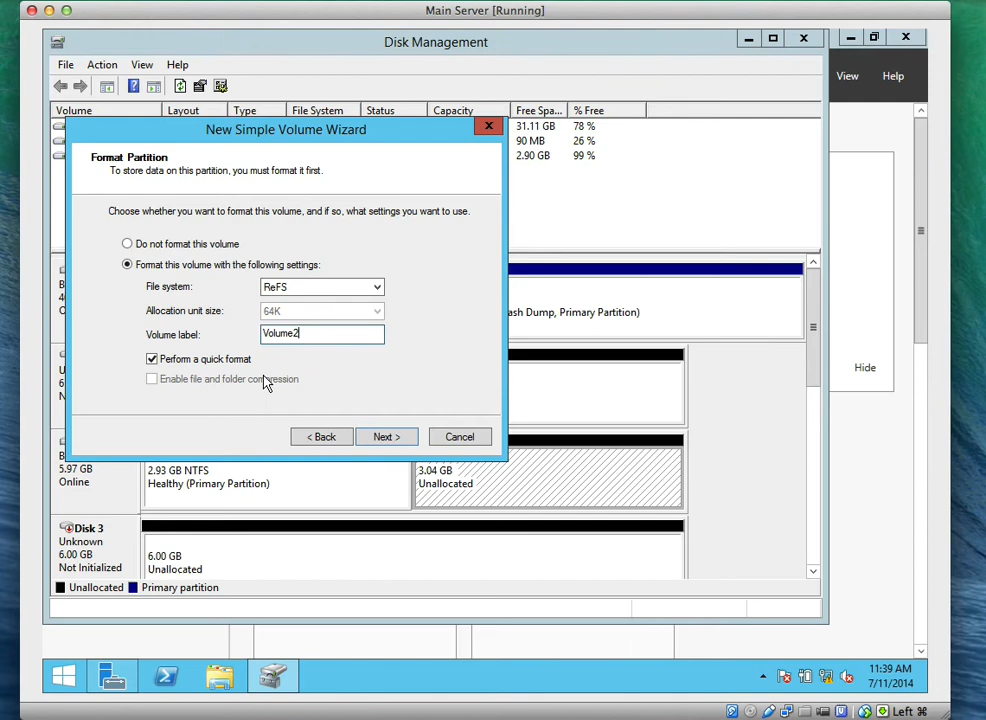 Main Server [Running]
Disk Management
View Help
File Action View Help
Volume Layout Type File System Status Capacity Free Spa... % Free
31.11 GB 78 %
90 MB 26 %
2.90 GB 99 %
New Simple Volume Wizard
Format Partition
To store data on this partition, you must format it first.
Choose whether you want to format this volume, and if so, what settings you want to use.
Do not format this volume
Format this volume with the following settings:
File system: ReFS
Allocation unit size: 64K
Volume label: Volume2
Perform a quick format
Enable file and folder compression
< Back Next > Cancel
ash Dump, Primary Partition)
Hide
5.97 GB
Online
2.93 GB NTFS
Healthy (Primary Partition)
3.04 GB
Unallocated
Disk 3
Unknown
6.00 GB
Not Initialized
6.00 GB
Unallocated
Unallocated Primary partition
11:39 AM
7/11/2014
Left ⌘